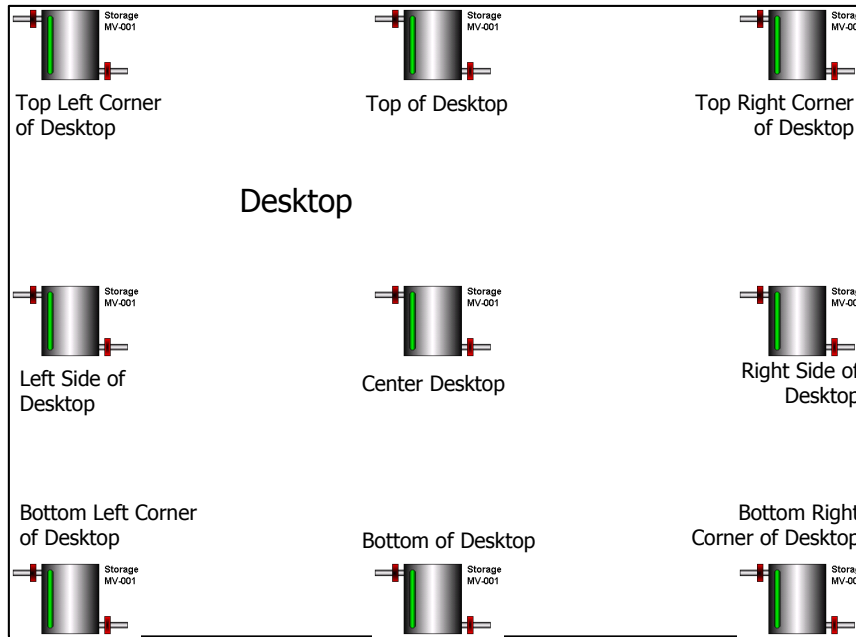 Storage
MV-001
Storage
MV-001
Top Left Corner
of Desktop
Top of Desktop
Top Right Corner
of Desktop
Desktop
Storage
MV-001
Storage
MV-001
Left Side of
Desktop
Center Desktop
Right Side of
Desktop
Bottom Left Corner
of Desktop
Bottom of Desktop
Bottom Right
Corner of Desktop
Storage
MV-001
Storage
MV-001